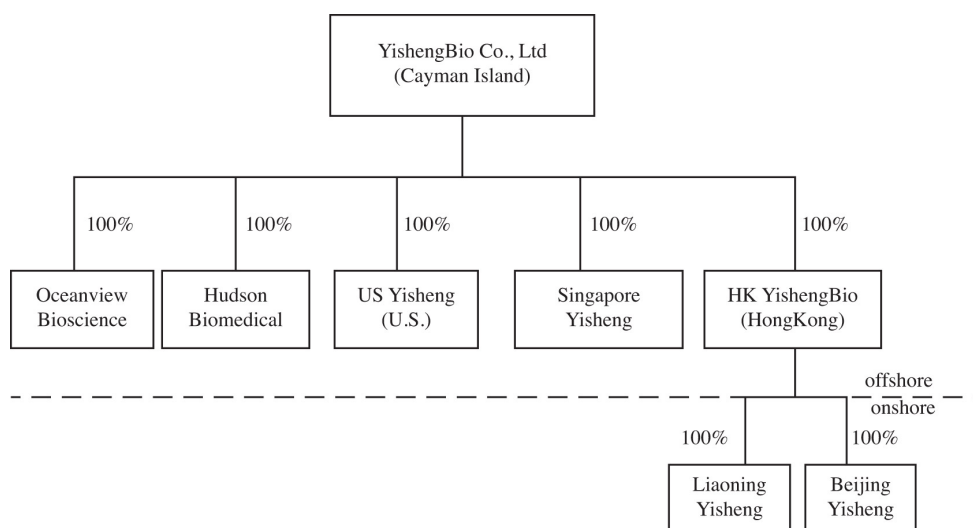 YishengBio Co., Ltd
(Cayman Island)
100%
100%
100%
100%
100%
Oceanview
Bioscience
Hudson
Biomedical
US Yisheng
(U.S.)
Singapore
Yisheng
HK YishengBio
(HongKong)
offshore
onshore
100%
100%
Liaoning
Yisheng
Beijing
Yisheng